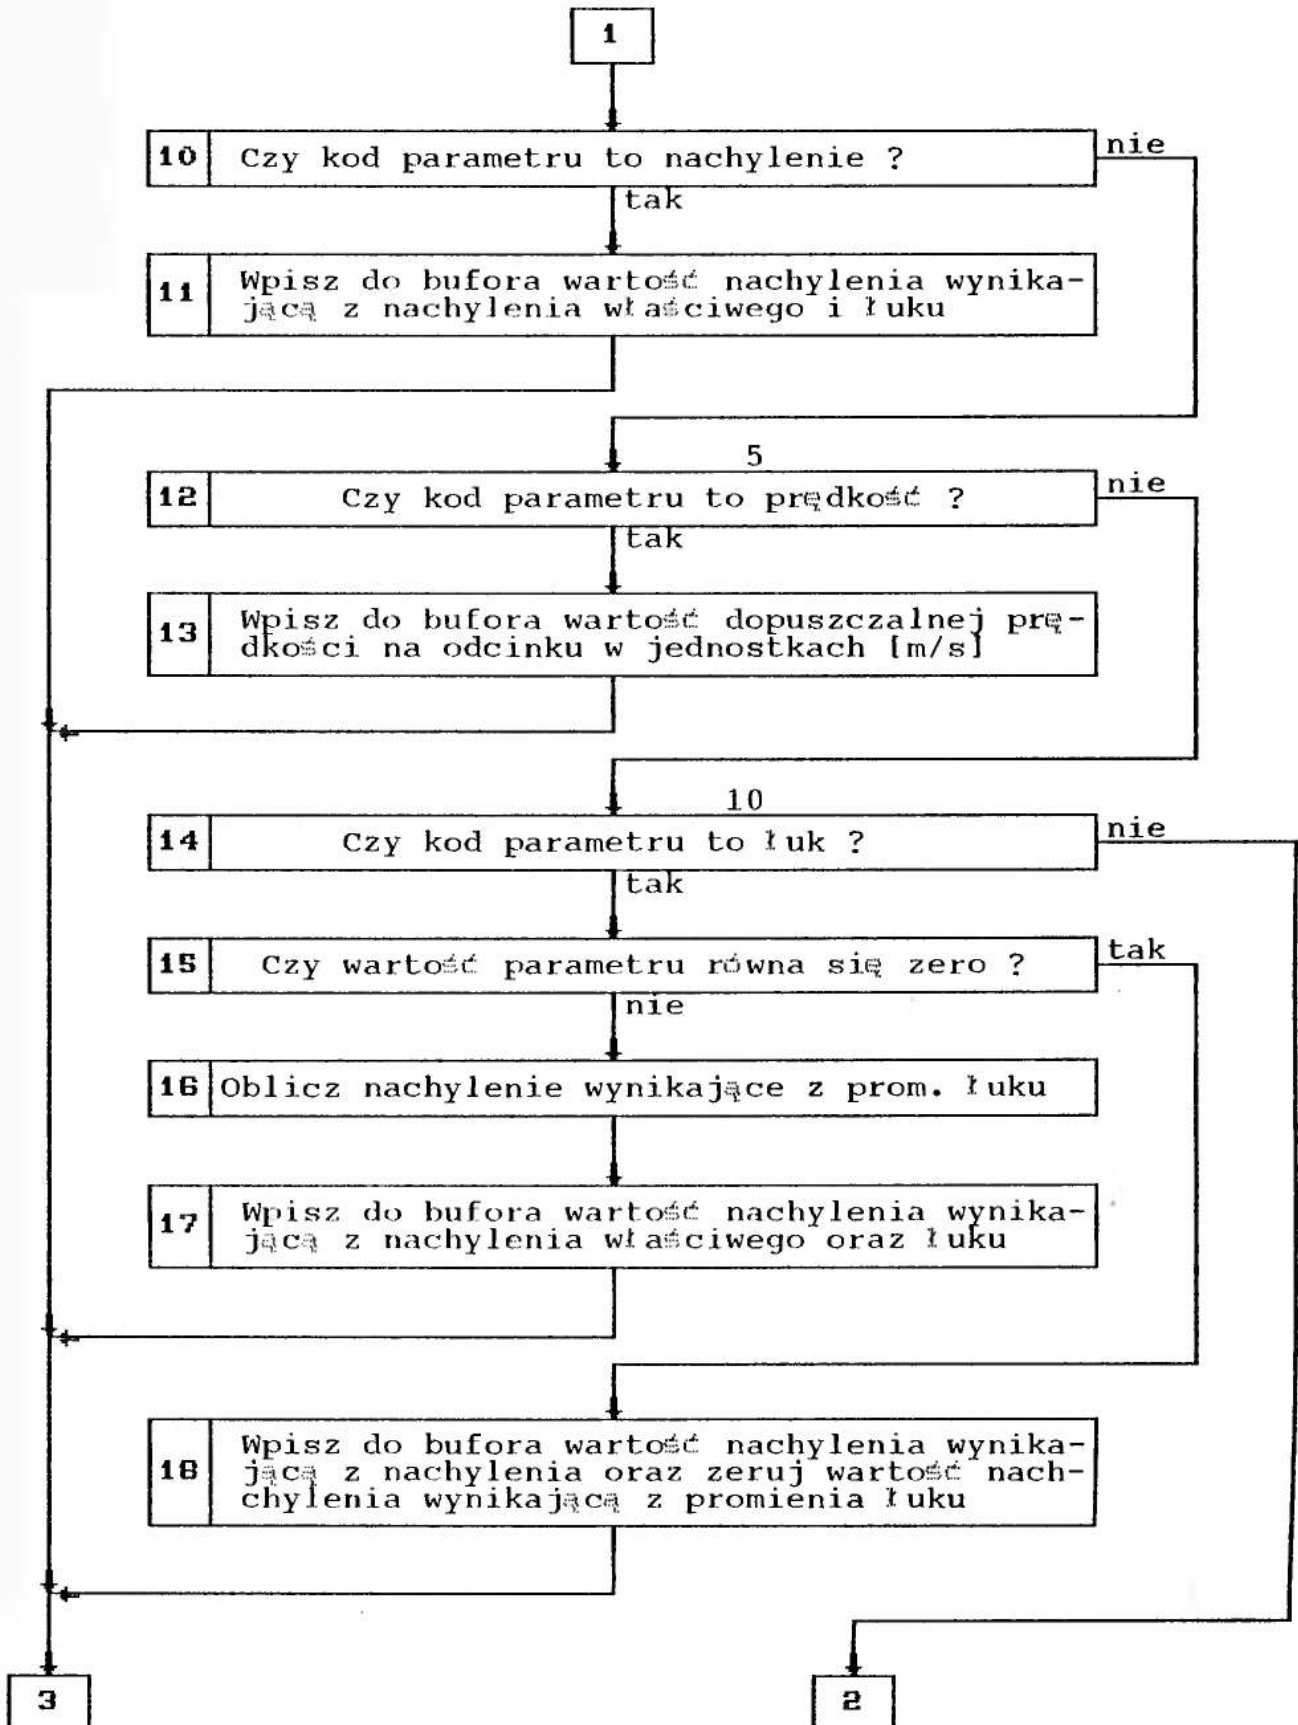 1
10 Czy kod parametru to nachylenie ? nie
tak
11 Wpisz do bufora wartość nachylenia wynika-
jącą z nachylenia właściwego i łuku
5
12 Czy kod parametru to prędkość ? nie
tak
13 Wpisz do bufora wartość dopuszczalnej prę-
dkości na odcinku w jednostkach [m/s]
10
14 Czy kod parametru to łuk ? nie
tak
15 Czy wartość parametru równa się zero ? tak
nie
16 Oblicz nachylenie wynikające z prom. łuku
17 Wpisz do bufora wartość nachylenia wynika-
jącą z nachylenia właściwego oraz łuku
18 Wpisz do bufora wartość nachylenia wynika-
jącą z nachylenia oraz zeruj wartość nach-
chylenia wynikającą z promienia łuku
3 2